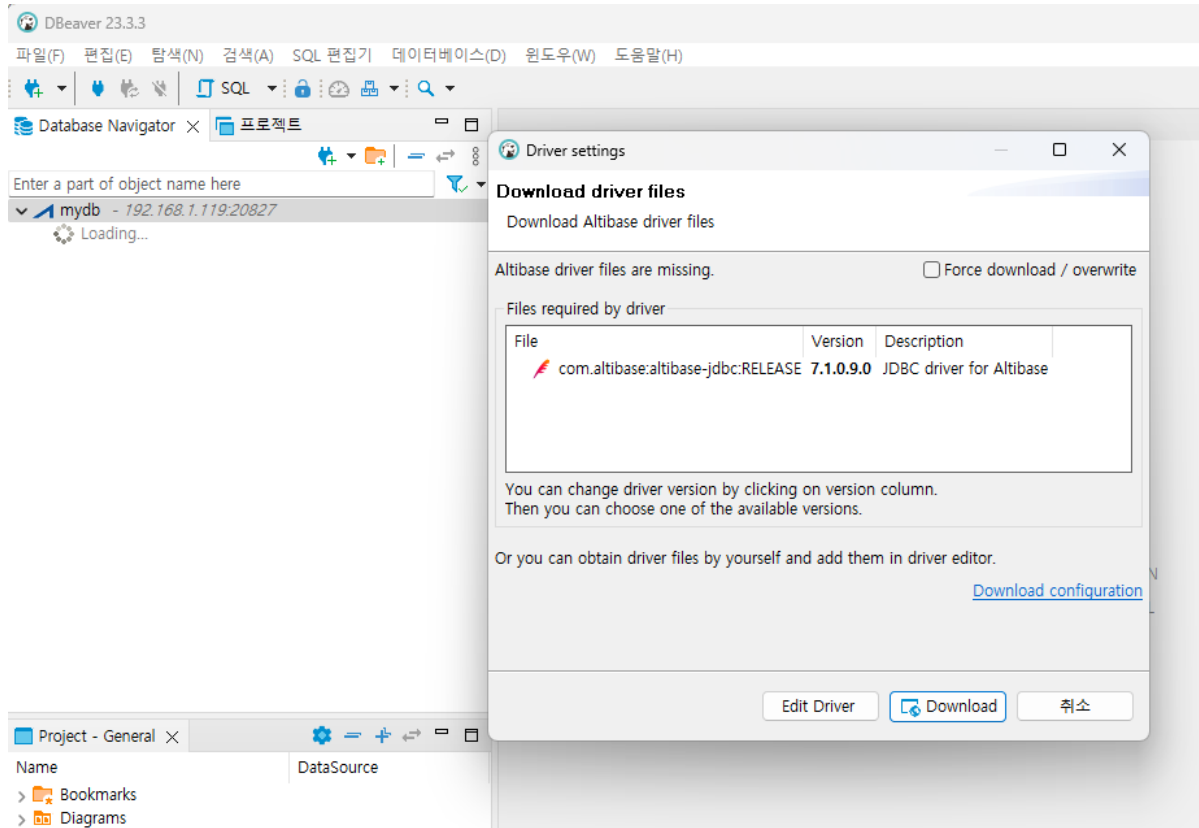 DBeaver 23.3.3
파일(F) 편집(E) 탐색(N) 검색(A) SQL 편집기 데이터베이스(D) 윈도우(W) 도움말(H)
SQL
Database Navigator 프로젝트
Enter a part of object name here
mydb - 192.168.1.119:20827
Loading...
Driver settings
Download driver files
Download Altibase driver files
Altibase driver files are missing.
Force download / overwrite
Files required by driver
File Version Description
com.altibase:altibase-jdbc:RELEASE 7.1.0.9.0 JDBC driver for Altibase
You can change driver version by clicking on version column.
Then you can choose one of the available versions.
Or you can obtain driver files by yourself and add them in driver editor.
N
Download configuration
Edit Driver Download 취소
Project - General
Name DataSource
Bookmarks
Diagrams